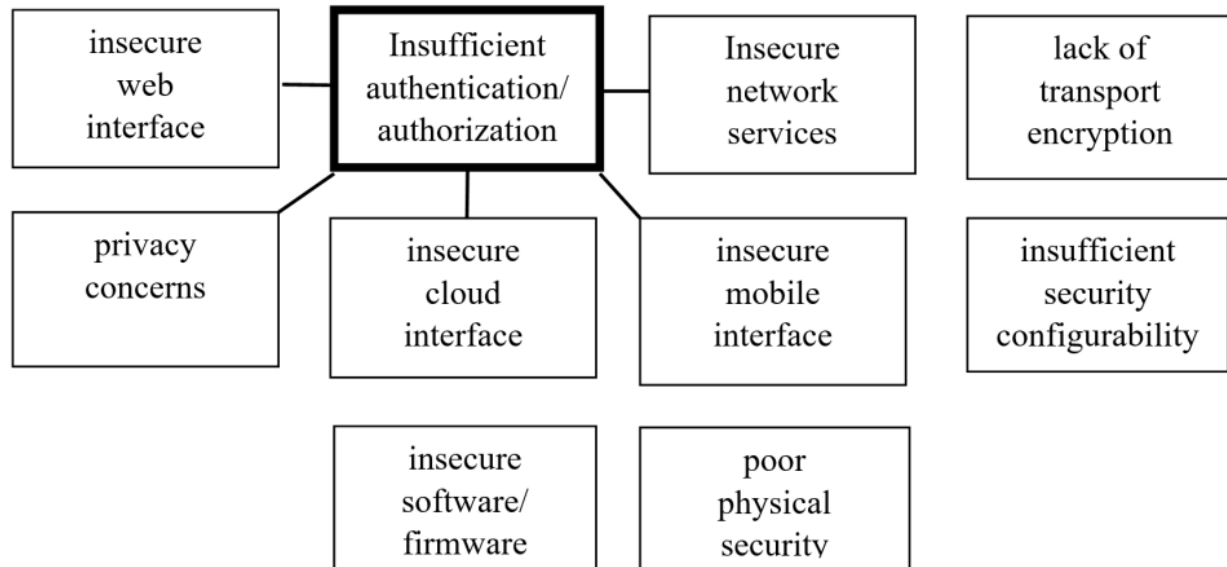 insecure
web
interface
Insufficient
authentication/
authorization
Insecure
network
services
lack of
transport
encryption
privacy
concerns
insecure
cloud
interface
insecure
mobile
interface
insufficient
security
configurability
insecure
software/
firmware
poor
physical
security